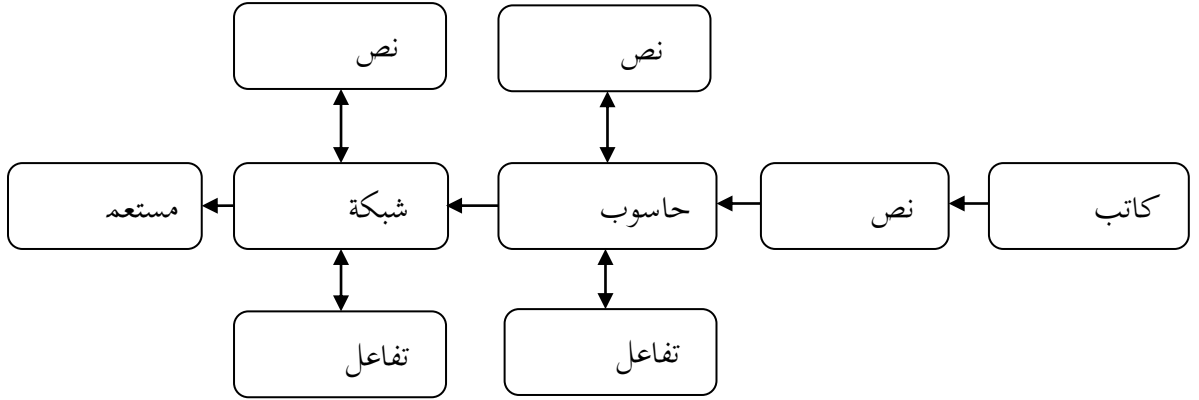 نص
نص
كاتب
نص
حاسوب
شبكة
مستعم
تفاعل
تفاعل